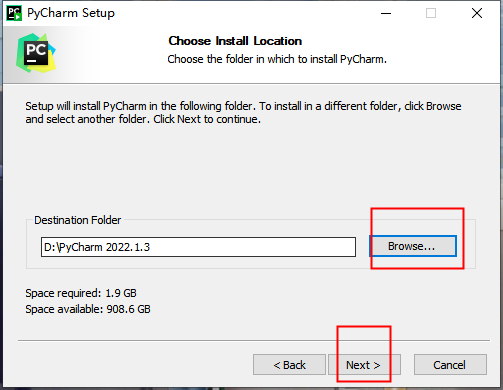 PC PyCharm Setup
PC
Choose Install Location
Choose the folder in which to install PyCharm.
Setup will install PyCharm in the following folder. To install in a different folder, click Browse
and select another folder. Click Next to continue.
Destination Folder
D:\PyCharm 2022.1.3
Browse...
Space required: 1.9 GB
Space available: 908.6 GB
< Back
Next >
Cancel